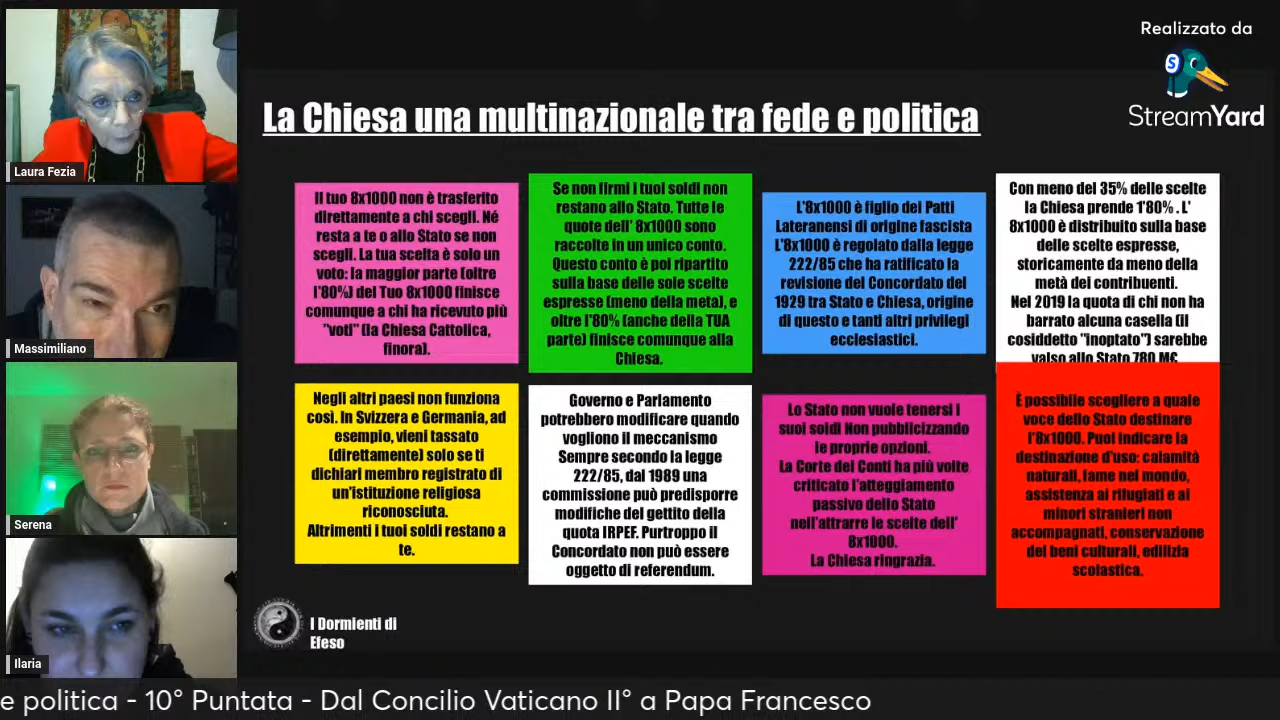 Realizzato da
StreamYard
La Chiesa una multinazionale tra fede e politica
Il tuo 8x1000 non è trasferito
direttamente a chi scegli. Né
resta a te o allo Stato se non
scegli. La tua scelta è solo un
voto: la maggior parte (oltre
l'80%) del Tuo 8x1000 finisce
comunque a chi ha ricevuto più
"voti" (la Chiesa Cattolica,
finora).
Se non firmi i tuoi soldi non
restano allo Stato. Tutte le
quote dell' 8x1000 sono
raccolte in un unico conto.
Questo conto è poi ripartito
sulla base delle sole scelte
espresse (meno della meta), e
oltre l'80% (anche della TUA
parte) finisce comunque alla
Chiesa.
L'8x1000 è figlio dei Patti
Lateranensi di origine fascista
L'8x1000 è regolato dalla legge
222/85 che ha ratificato la
revisione del Concordato del
1929 tra Stato e Chiesa, origine
di questo e tanti altri privilegi
ecclesiastici.
Con meno del 35% delle scelte
la Chiesa prende 1'80% . L'
8x1000 è distribuito sulla base
delle scelte espresse,
storicamente da meno della
metà dei contribuenti.
Nel 2019 la quota di chi non ha
barrato alcuna casella (il
cosiddetto "inoptato") sarebbe
valso allo Stato 780 M€
Negli altri paesi non funziona
così. In Svizzera e Germania, ad
esempio, vieni tassato
(direttamente) solo se ti
dichiari membro registrato di
un'istituzione religiosa
riconosciuta.
Altrimenti i tuoi soldi restano a
te.
Governo e Parlamento
potrebbero modificare quando
vogliono il meccanismo
Sempre secondo la legge
222/85, dal 1989 una
commissione può predisporre
modifiche del gettito della
quota IRPEF. Purtroppo il
Concordato non può essere
oggetto di referendum.
Lo Stato non vuole tenersi i
suoi soldi Non pubblicizzando
le proprie opzioni.
La Corte dei Conti ha più volte
criticato l'atteggiamento
passivo dello Stato
nell'attrarre le scelte dell'
8x1000.
La Chiesa ringrazia.
È possibile scegliere a quale
voce dello Stato destinare
l'8x1000. Puoi indicare la
destinazione d'uso: calamità
naturali, fame nel mondo,
assistenza ai rifugiati e ai
minori stranieri non
accompagnati, conservazione
dei beni culturali, edilizia
scolastica.
I Dormienti di
Efeso
Laura Fezia
Massimiliano
Serena
Ilaria
e politica - 10° Puntata - Dal Concilio Vaticano II° a Papa Francesco